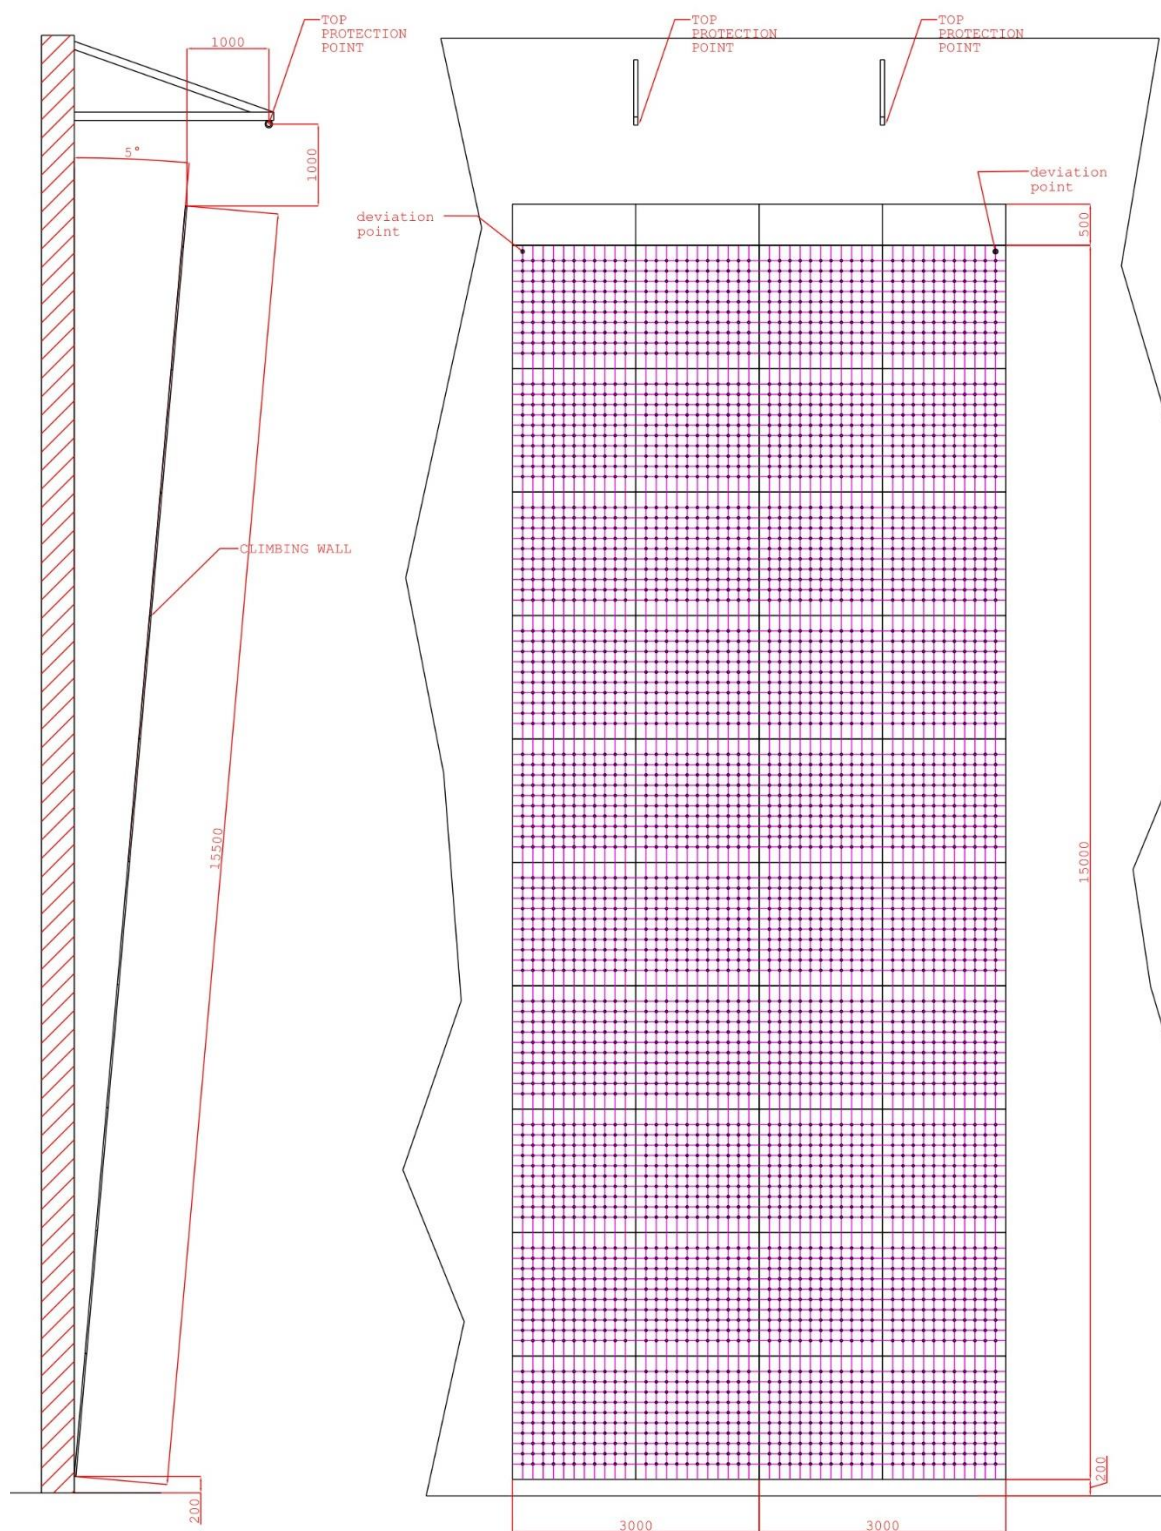 TOP
PROTECTION
POINT
1000
5°
1000
CLIMBING WALL
15500
200
TOP
PROTECTION
POINT
TOP
PROTECTION
POINT
deviation
point
deviation
point
500
15000
200
3000
3000